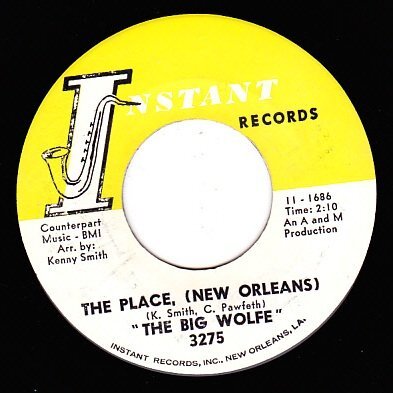 INSTANT
RECORDS
Counterpart
Music - BMI
Arr. by:
Kenny Smith
11 - 1686
Time: 2:10
An A and M
Production
THE PLACE, (NEW ORLEANS)
(K. Smith, C. Pawfeth)
"THE BIG WOLFE"
3275
INSTANT RECORDS, INC., NEW ORLEANS, LA.